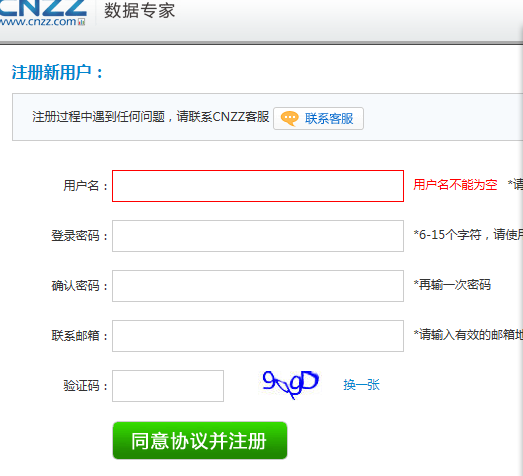 CNZZ 数据专家
www.cnzz.com
注册新用户：
注册过程中遇到任何问题，请联系CNZZ客服 联系客服
用户名： 用户名不能为空 *请
登录密码： *6-15个字符，请使用
确认密码： *再输一次密码
联系邮箱： *请输入有效的邮箱地
验证码： 换一张
同意协议并注册